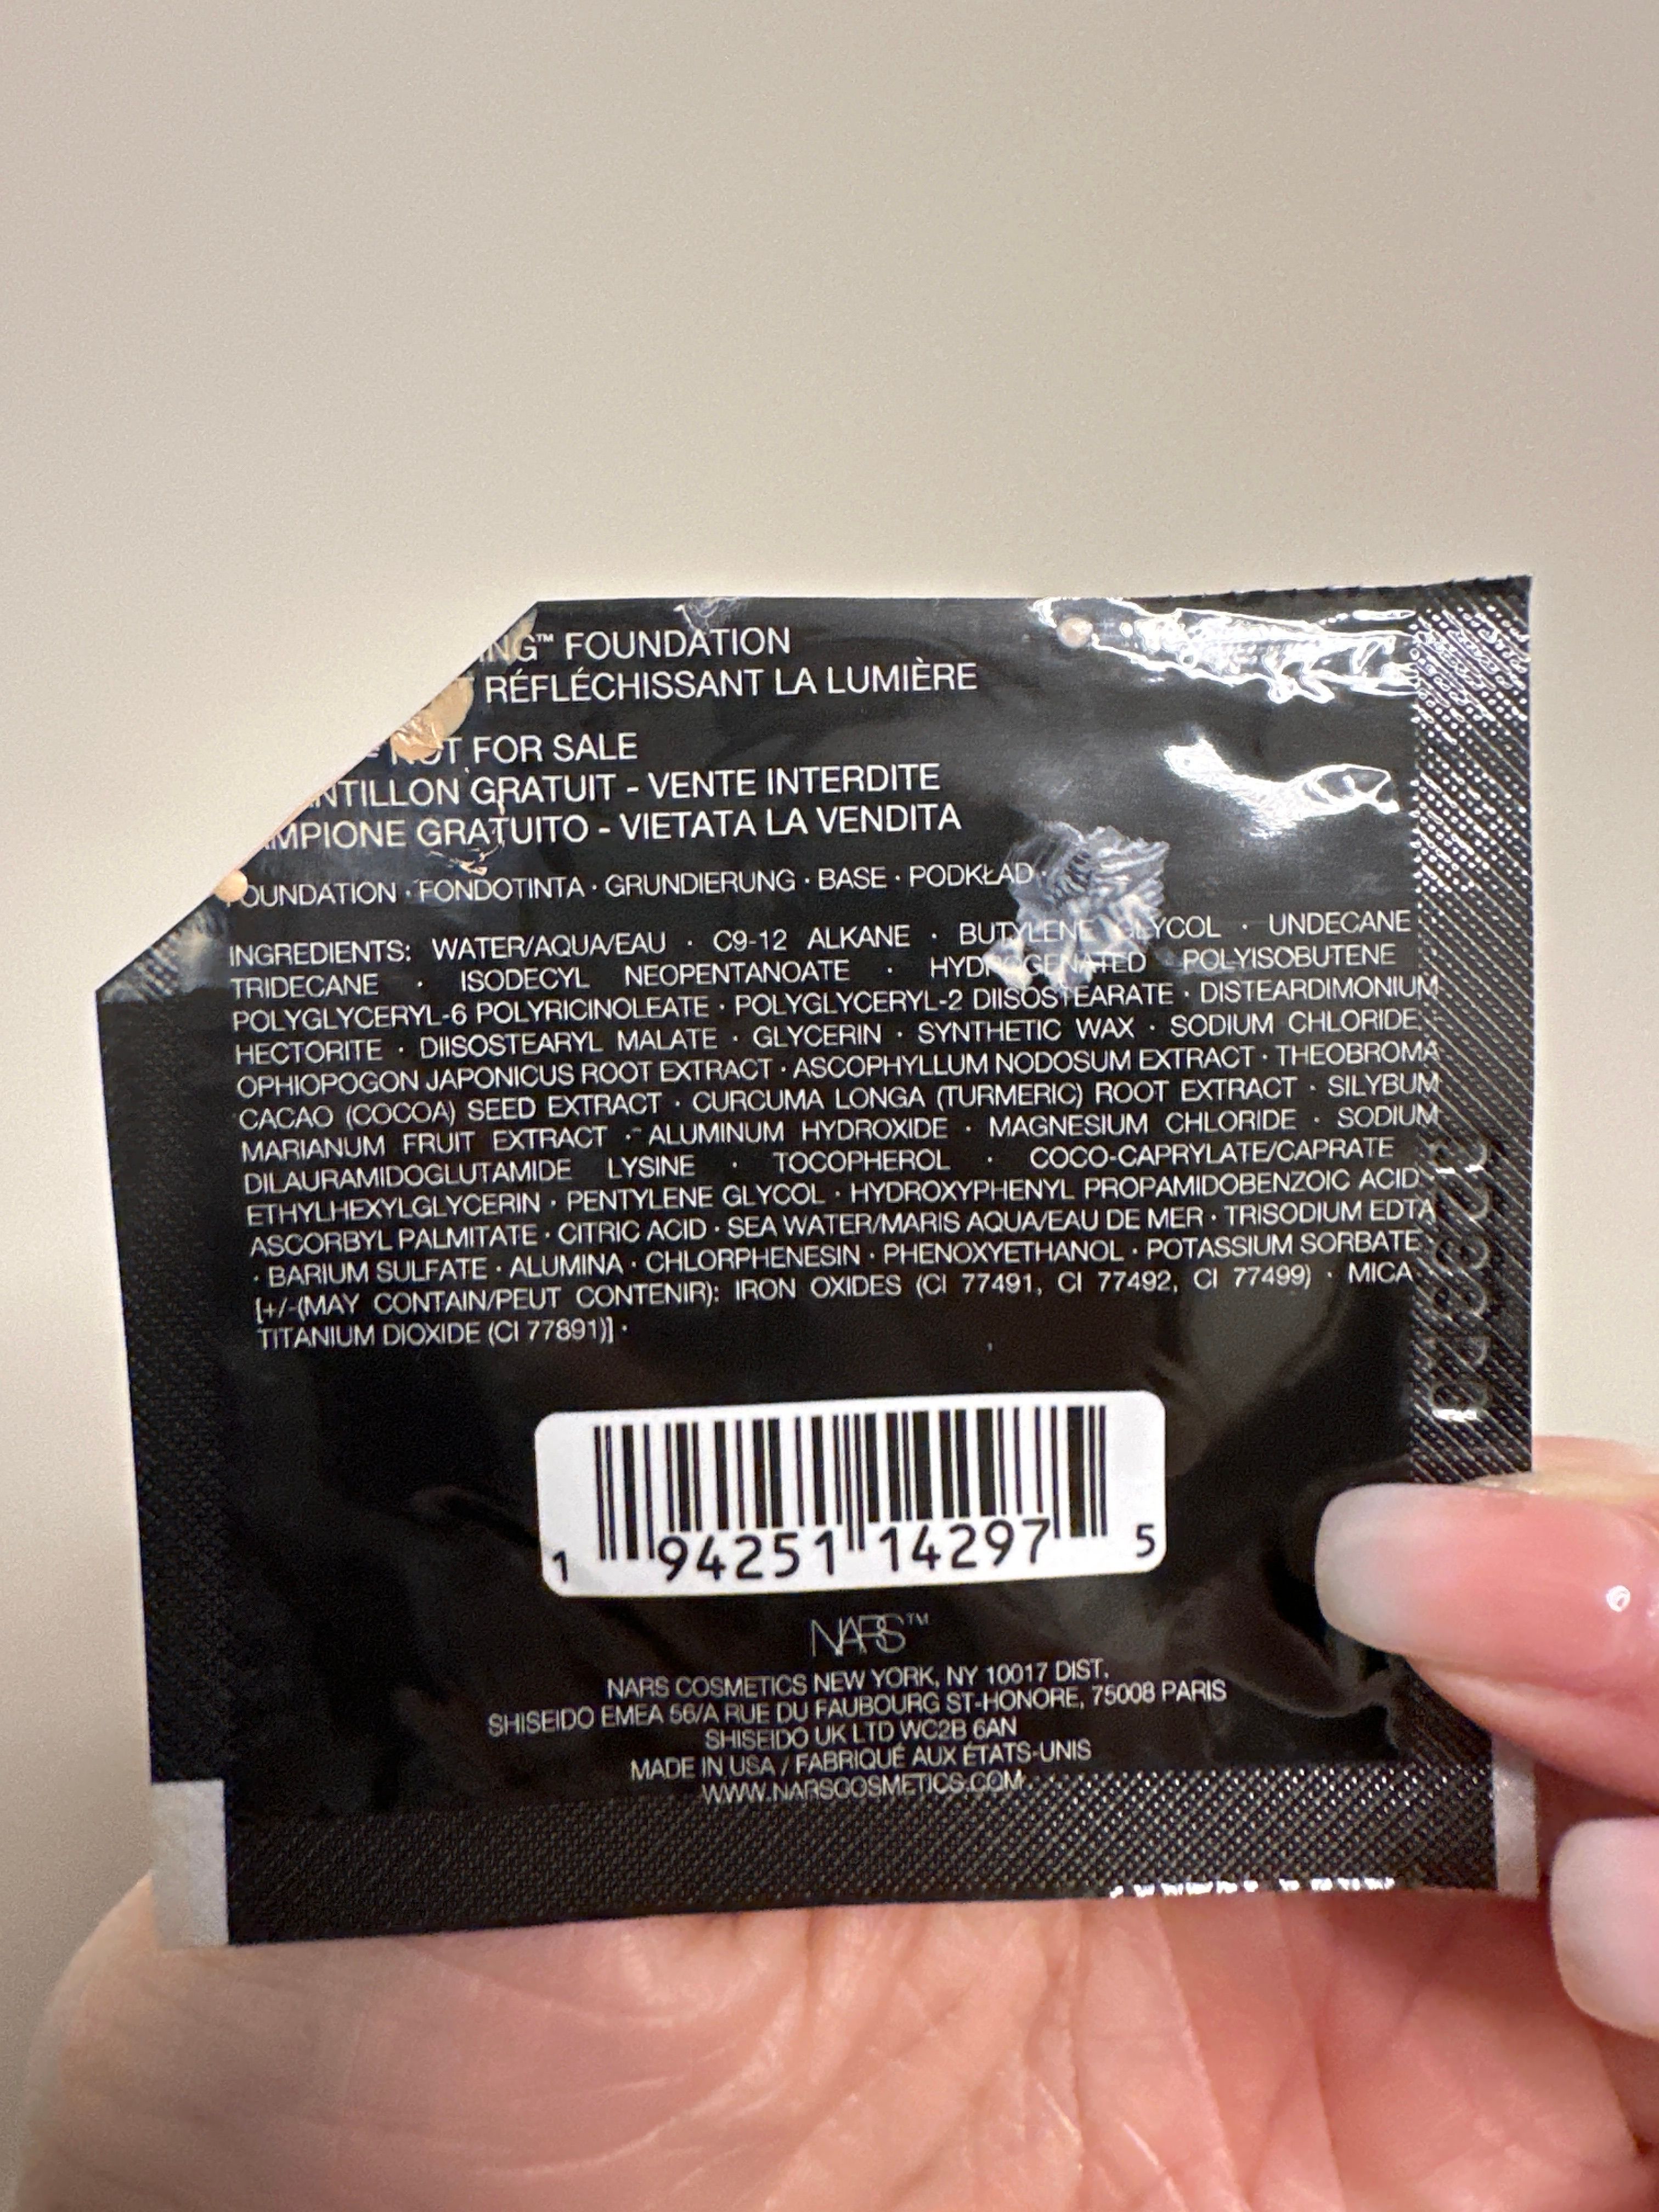 ING™ FOUNDATION
RÉFLÉCHISSANT LA LUMIÈRE
NOT FOR SALE
NTILLON GRATUIT - VENTE INTERDITE
MPIONE GRATUITO - VIETATA LA VENDITA
OUNDATION · FONDOTINTA · GRUNDIERUNG · BASE · PODKŁAD ·
INGREDIENTS: WATER/AQUA/EAU · C9-12 ALKANE · BUTYLENE GLYCOL · UNDECANE
TRIDECANE · ISODECYL NEOPENTANOATE · HYDROGENATED POLYISOBUTENE
POLYGLYCERYL-6 POLYRICINOLEATE · POLYGLYCERYL-2 DIISOSTEARATE · DISTEARDIMONIUM
HECTORITE · DIISOSTEARYL MALATE · GLYCERIN · SYNTHETIC WAX · SODIUM CHLORIDE
OPHIOPOGON JAPONICUS ROOT EXTRACT · ASCOPHYLLUM NODOSUM EXTRACT · THEOBROMA
CACAO (COCOA) SEED EXTRACT · CURCUMA LONGA (TURMERIC) ROOT EXTRACT · SILYBUM
MARIANUM FRUIT EXTRACT · ALUMINUM HYDROXIDE · MAGNESIUM CHLORIDE · SODIUM
DILAURAMIDOGLUTAMIDE LYSINE · TOCOPHEROL · COCO-CAPRYLATE/CAPRATE
ETHYLHEXYLGLYCERIN · PENTYLENE GLYCOL · HYDROXYPHENYL PROPAMIDOBENZOIC ACID ·
ASCORBYL PALMITATE · CITRIC ACID · SEA WATER/MARIS AQUA/EAU DE MER · TRISODIUM EDTA
· BARIUM SULFATE · ALUMINA · CHLORPHENESIN · PHENOXYETHANOL · POTASSIUM SORBATE
[+/-(MAY CONTAIN/PEUT CONTENIR): IRON OXIDES (CI 77491, CI 77492, CI 77499) · MICA
TITANIUM DIOXIDE (CI 77891)] ·
1 94251 14297 5
NARS™
NARS COSMETICS NEW YORK, NY 10017 DIST.
SHISEIDO EMEA 56/A RUE DU FAUBOURG ST-HONORE, 75008 PARIS
SHISEIDO UK LTD WC2B 6AN
MADE IN USA / FABRIQUÉ AUX ÉTATS-UNIS
WWW.NARSCOSMETICS.COM